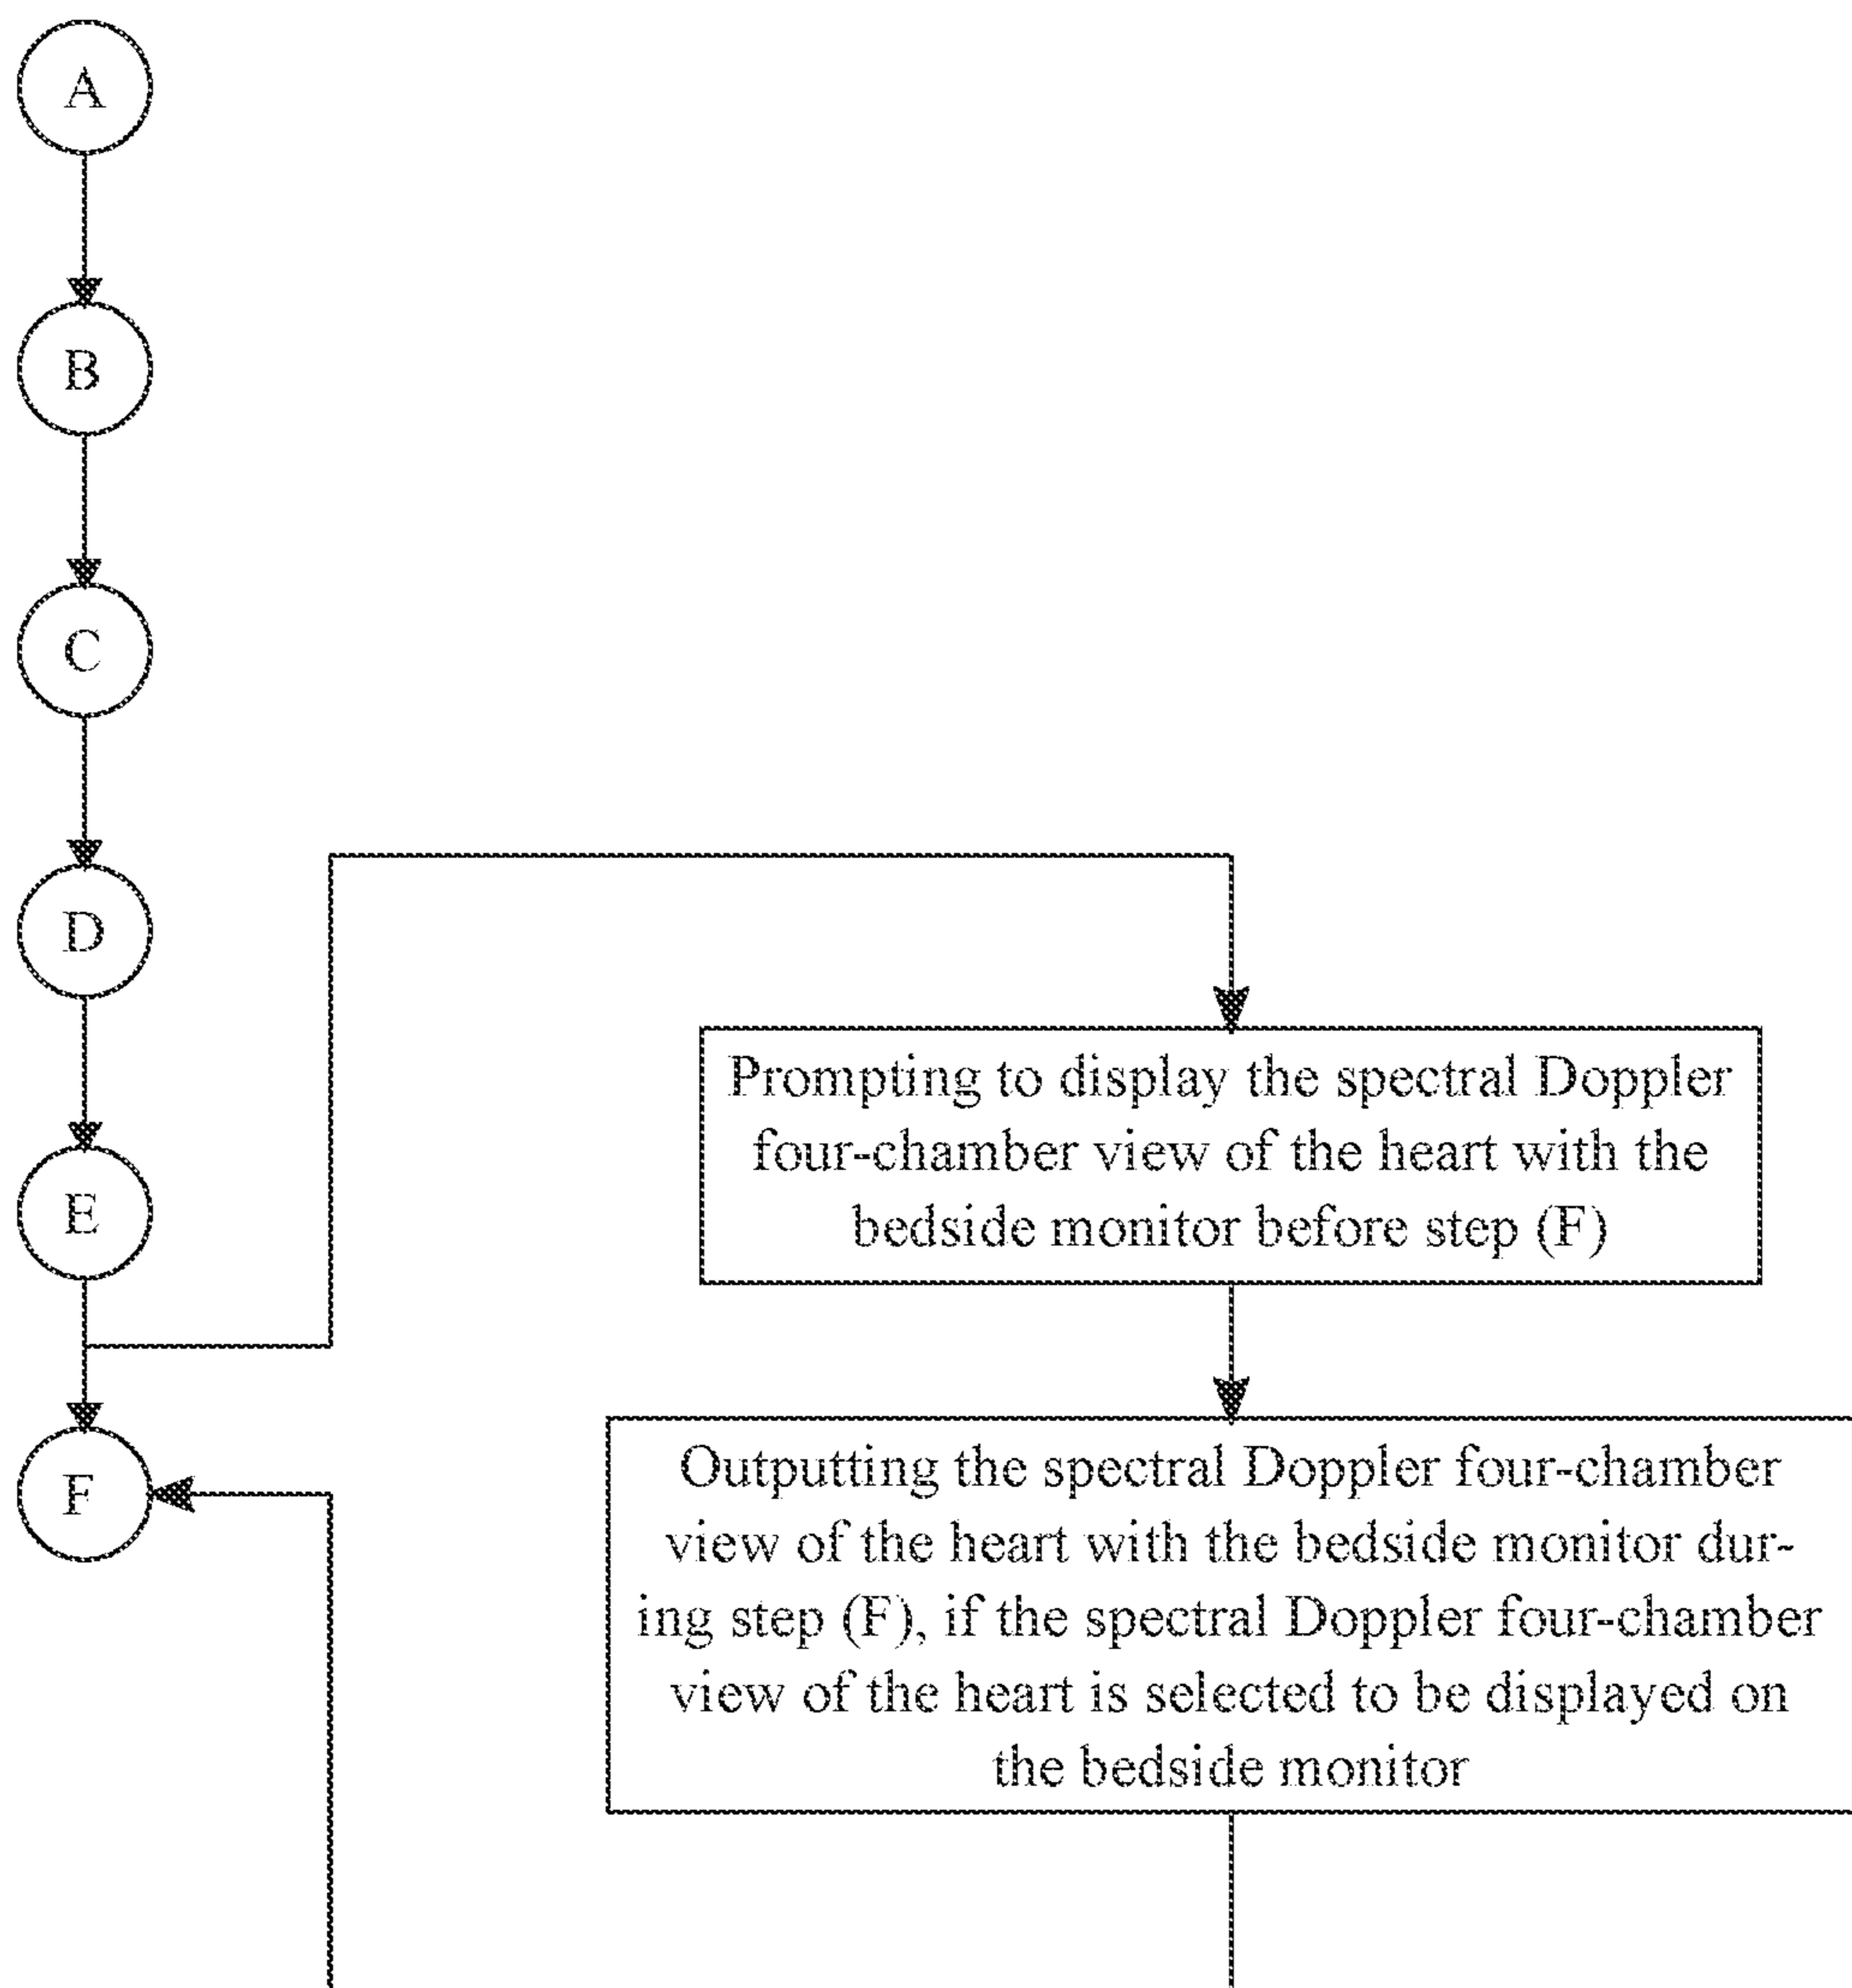 A
B
C
D
E
F
Prompting to display the spectral Doppler
four-chamber view of the heart with the
bedside monitor before step (F)
Outputting the spectral Doppler four-chamber
view of the heart with the bedside monitor dur-
ing step (F), if the spectral Doppler four-chamber
view of the heart is selected to be displayed on
the bedside monitor